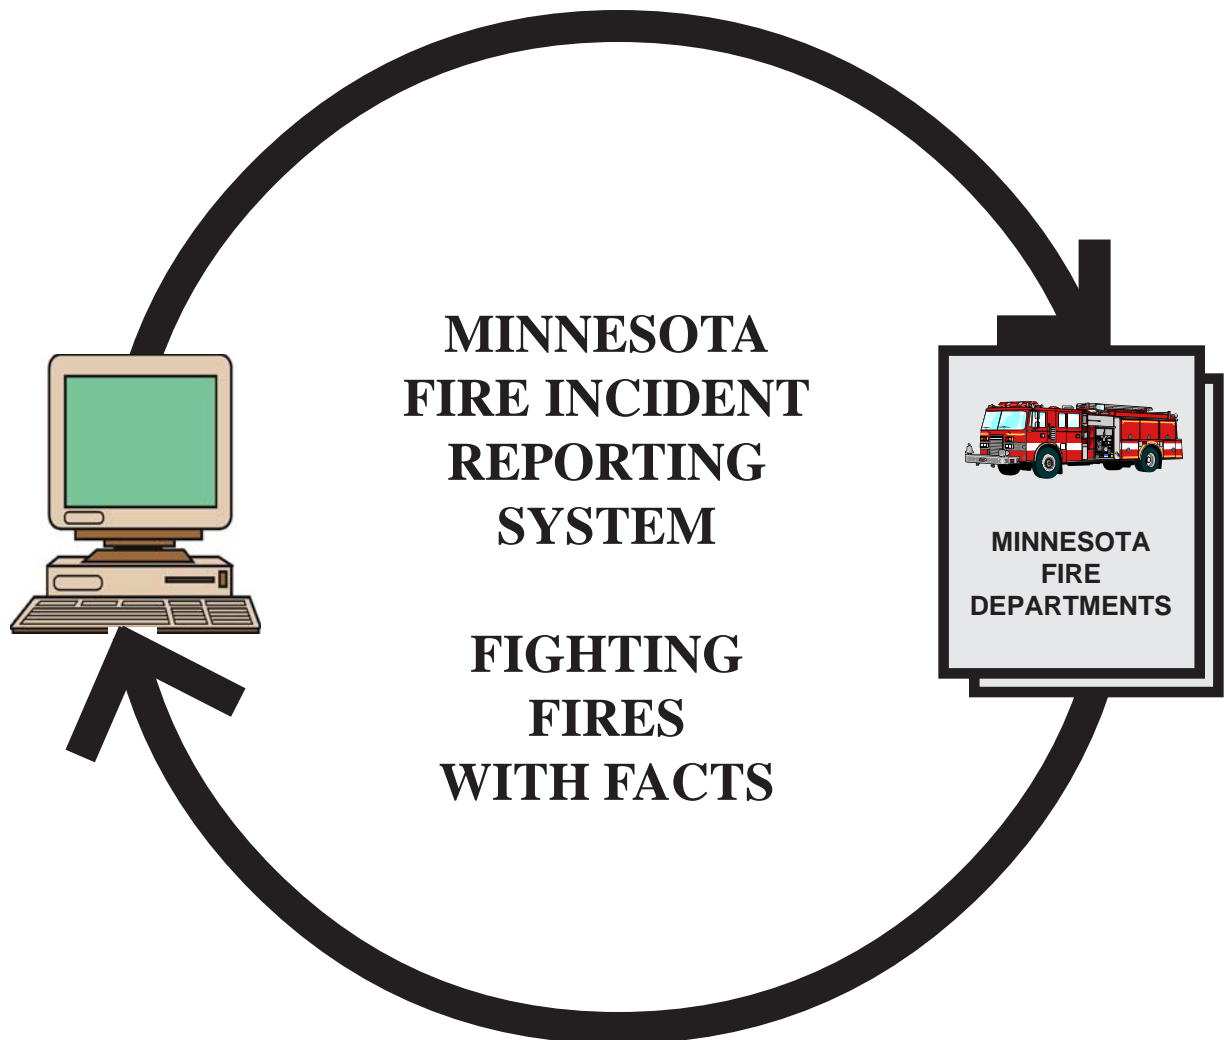 MINNESOTA
FIRE INCIDENT
REPORTING
SYSTEM
FIGHTING
FIRES
WITH FACTS
MINNESOTA
FIRE
DEPARTMENTS